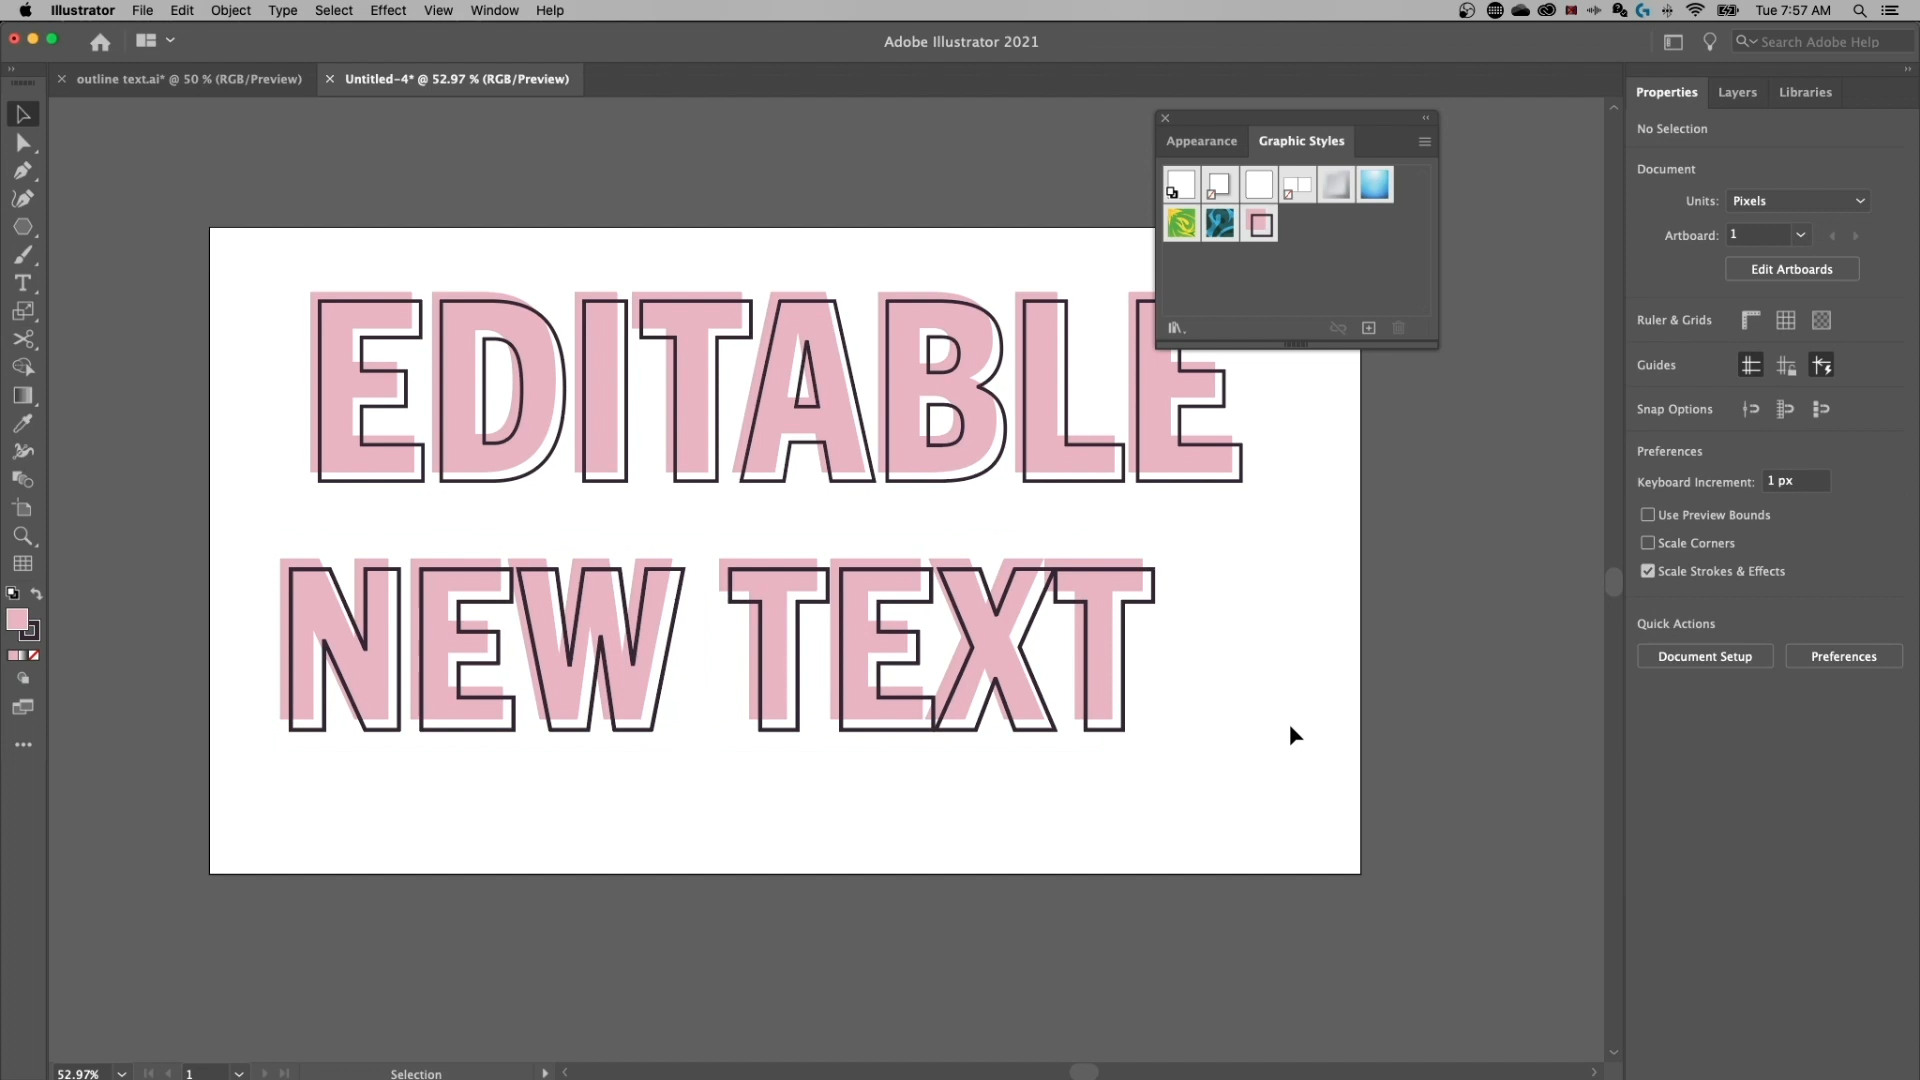 Illustrator File Edit Object Type Select Effect View Window Help
Tue 7:57 AM
Adobe Illustrator 2021
Search Adobe Help
outline text.ai* @ 50 % (RGB/Preview)
Untitled-4* @ 52.97 % (RGB/Preview)
Properties Layers Libraries
Appearance Graphic Styles
No Selection
Document
Units: Pixels
Artboard: 1
Edit Artboards
Ruler & Grids
Guides
Snap Options
Preferences
Keyboard Increment: 1 px
Use Preview Bounds
Scale Corners
Scale Strokes & Effects
Quick Actions
Document Setup Preferences
EDITABLE
NEW TEXT
52.97% 1 Selection